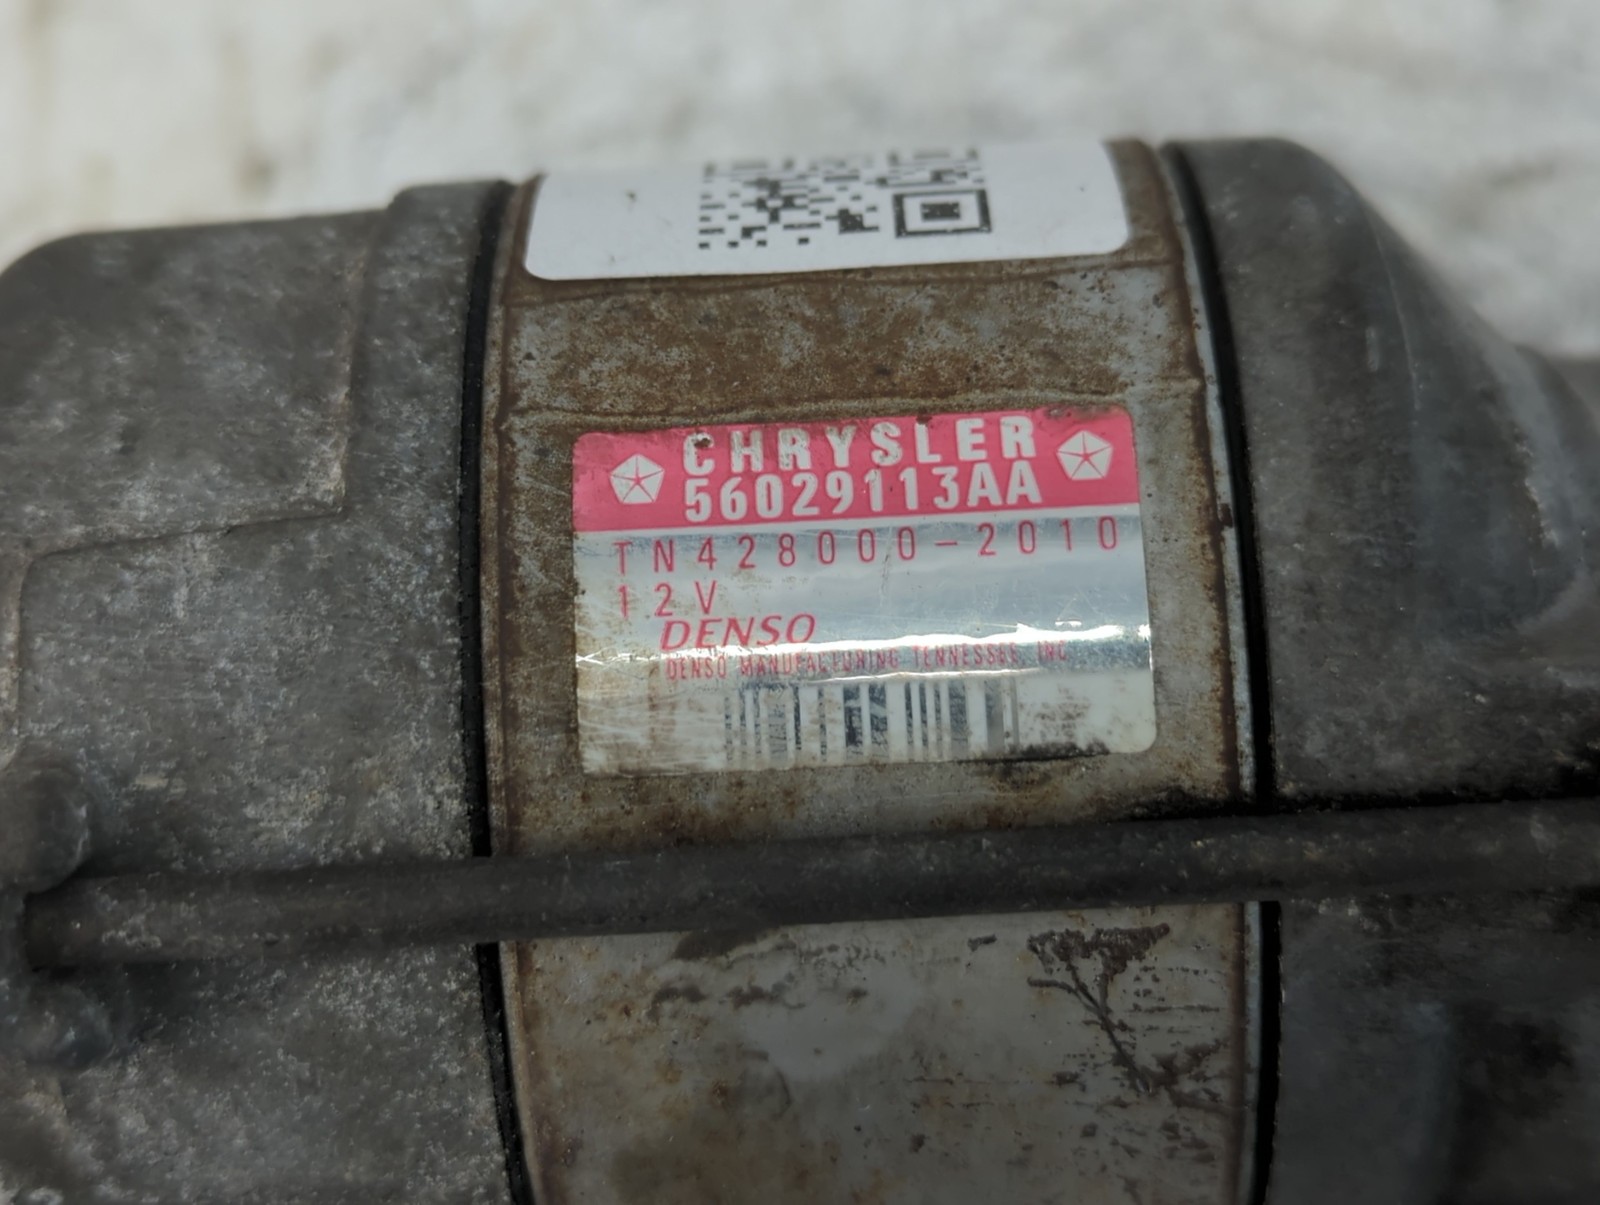 CHRYSLER
56029113AA
TN428000-2010
12V
DENSO
DENSO MANUFACTURING TENNESSEE, INC